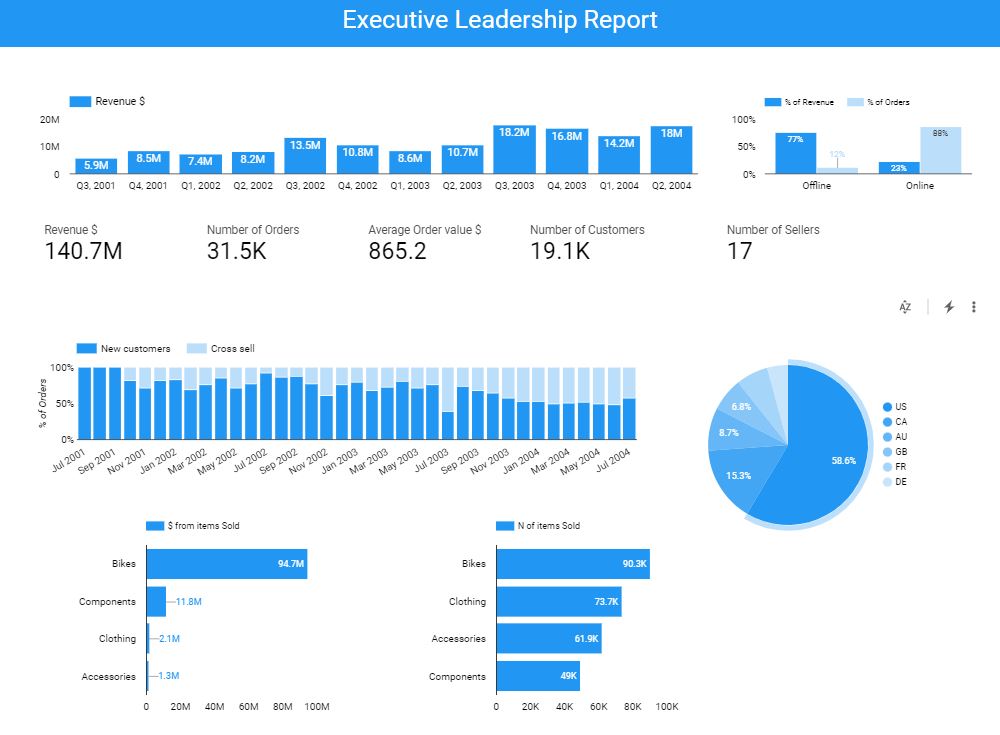 Executive Leadership Report
Revenue $
20M
10M
0
5.9M
8.5M
7.4M
8.2M
13.5M
10.8M
8.6M
10.7M
18.2M
16.8M
14.2M
18M
Q3, 2001
Q4, 2001
Q1, 2002
Q2, 2002
Q3, 2002
Q4, 2002
Q1, 2003
Q2, 2003
Q3, 2003
Q4, 2003
Q1, 2004
Q2, 2004
% of Revenue
% of Orders
100%
50%
0%
77%
12%
23%
88%
Offline
Online
Revenue $
140.7M
Number of Orders
31.5K
Average Order value $
865.2
Number of Customers
19.1K
Number of Sellers
17
AZ
New customers
Cross sell
% of Orders
100%
50%
0%
Jul 2001
Sep 2001
Nov 2001
Jan 2002
Mar 2002
May 2002
Jul 2002
Sep 2002
Nov 2002
Jan 2003
Mar 2003
May 2003
Jul 2003
Sep 2003
Nov 2003
Jan 2004
Mar 2004
May 2004
Jul 2004
58.6%
15.3%
8.7%
6.8%
US
CA
AU
GB
FR
DE
$ from items Sold
Bikes
94.7M
Components
11.8M
Clothing
2.1M
Accessories
1.3M
0
20M
40M
60M
80M
100M
N of items Sold
Bikes
90.3K
Clothing
73.7K
Accessories
61.9K
Components
49K
0
20K
40K
60K
80K
100K